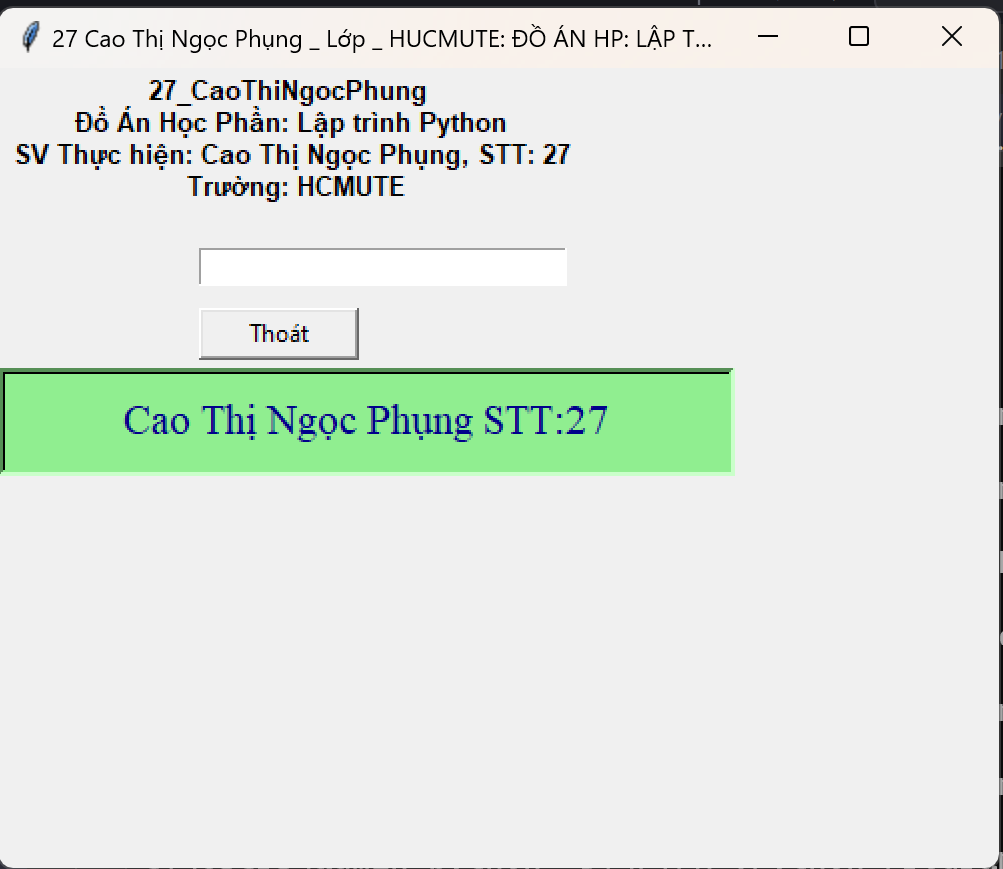 27 Cao Thị Ngọc Phụng _ Lớp _ HUCMUTE: ĐỒ ÁN HP: LẬP T...
27_CaoThiNgocPhung
Đồ Án Học Phần: Lập trình Python
SV Thực hiện: Cao Thị Ngọc Phụng, STT: 27
Trường: HCMUTE
Thoát
Cao Thị Ngọc Phụng STT:27